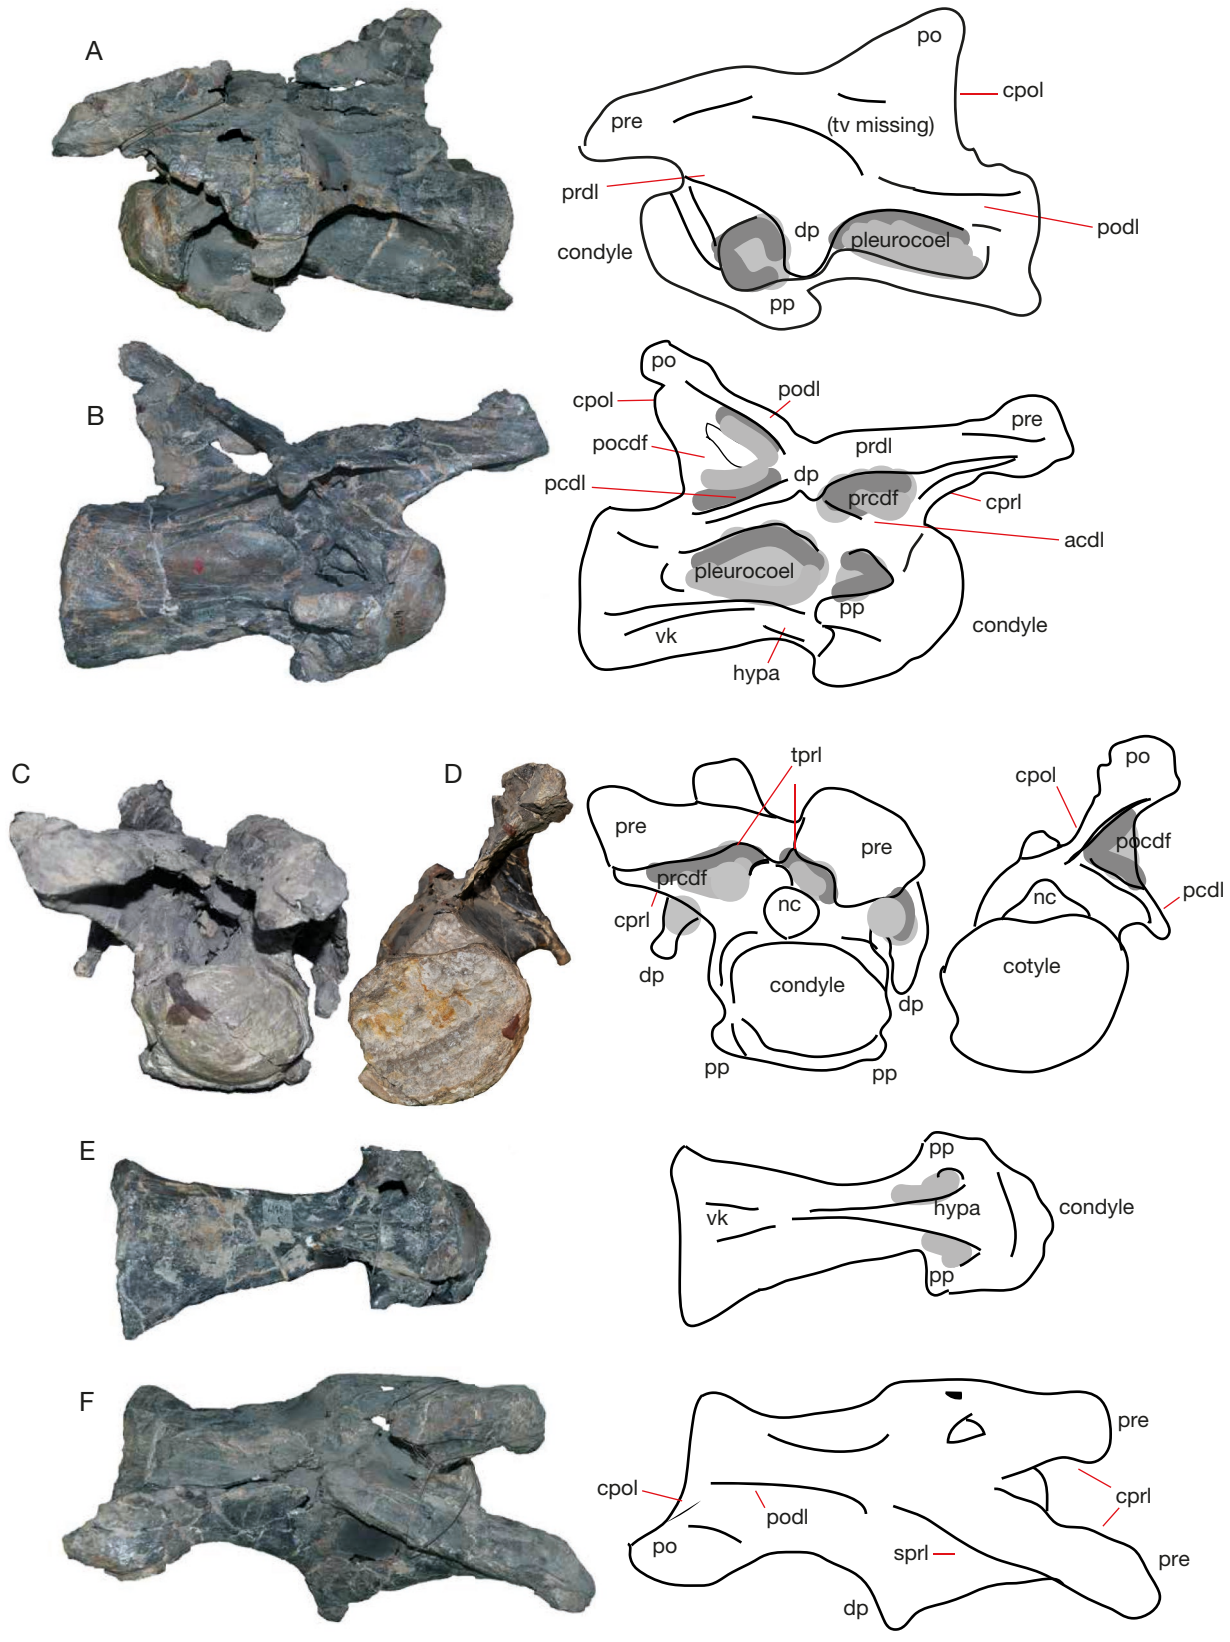 A
po
cpol
pre
(tv missing)
prdl
dp
podl
condyle
pleurocoel
pp
B
po
cpol
podl
pre
pocdf
prdl
pcdl
dp
prcdf
cprl
acdl
pleurocoel
pp
vk
condyle
hypa
C
D
tprl
cpol
po
pre
pre
pocdf
prcdf
nc
nc
pcdl
cprl
cotyle
dp
condyle
dp
pp
pp
E
pp
vk
hypa
condyle
pp
F
pre
cpol
podl
cprl
po
sprl
pre
dp